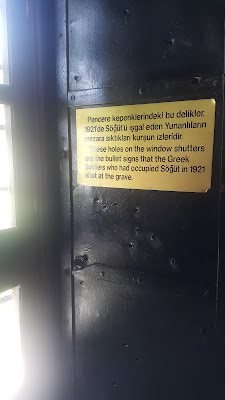 Pencere kepenklerindeki bu delikler,
1921'de Söğüt'ü işgal eden Yunanlıların
mezara sıktıkları kurşun izleridir.
These holes on the window shutters
are the bullet signs that the Greek
Soldiers who had occupied Söğüt in 1921
shot at the grave.